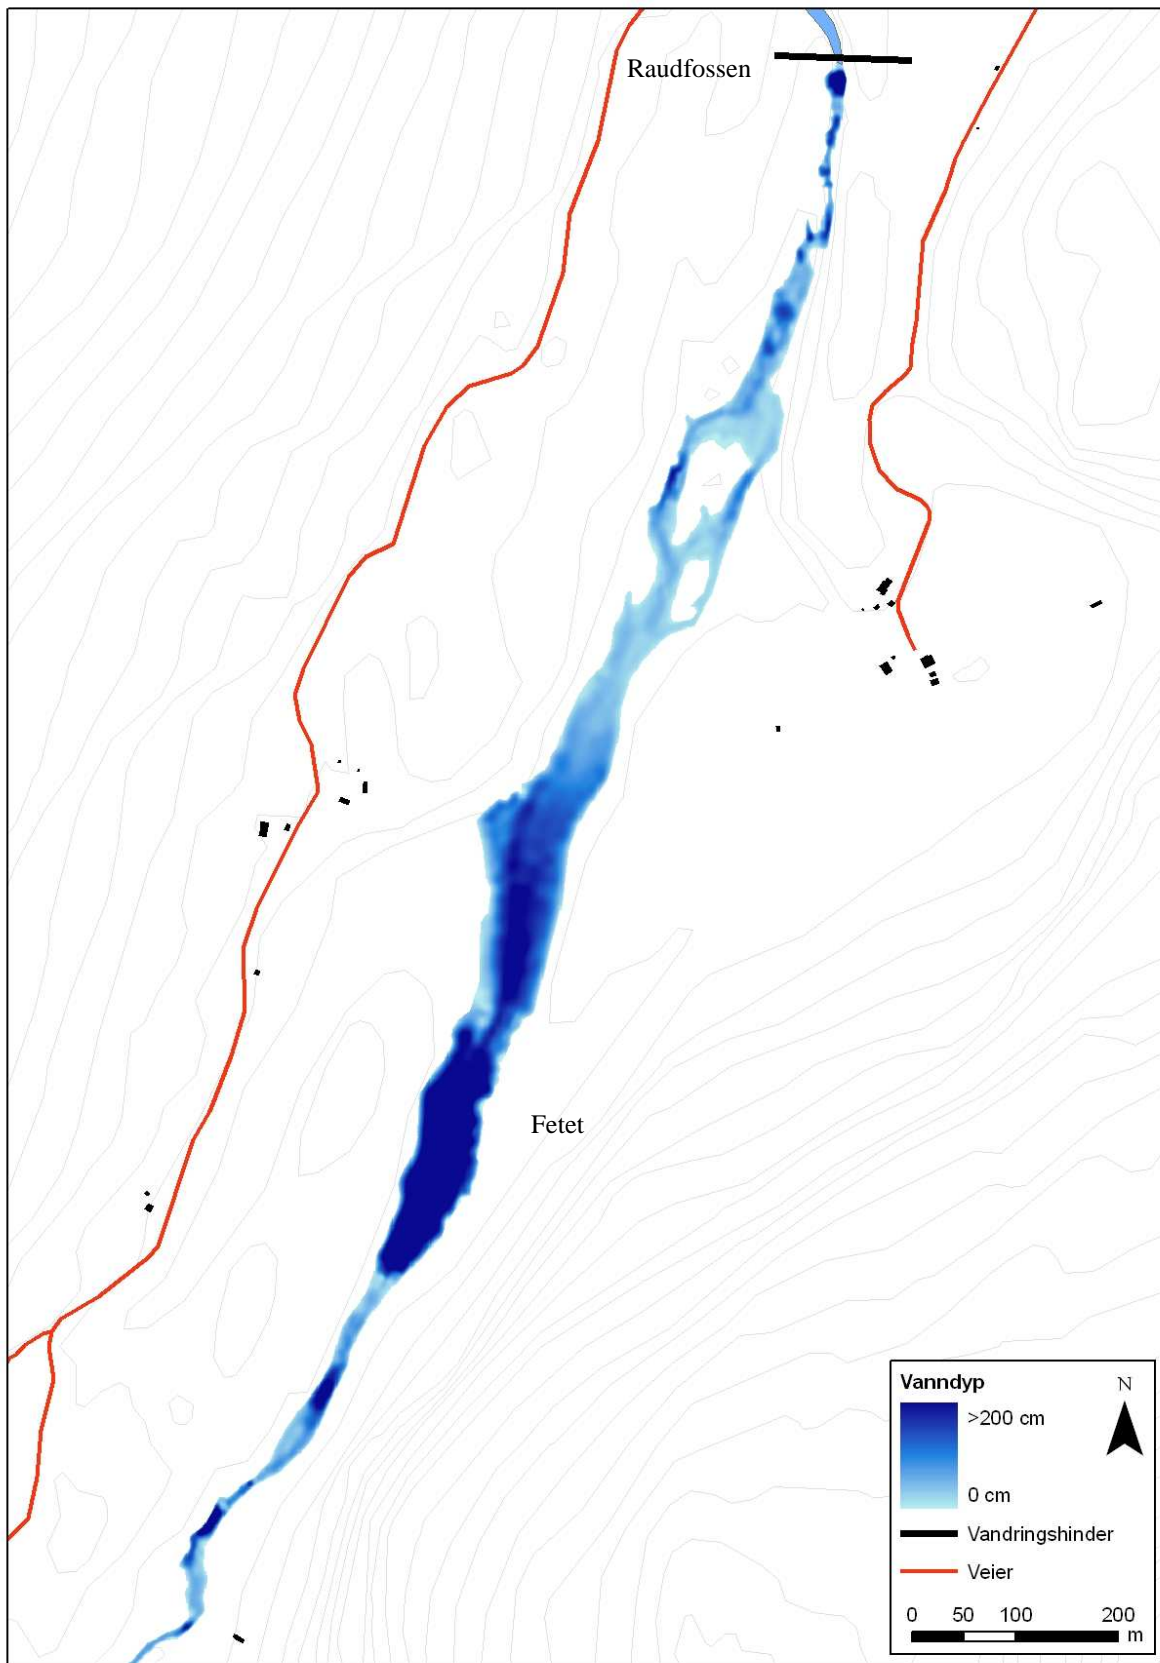 Raudfossen
Fetet
Vanndyp
N
>200 cm
0 cm
Vandringshinder
Veier
0 50 100 200
m